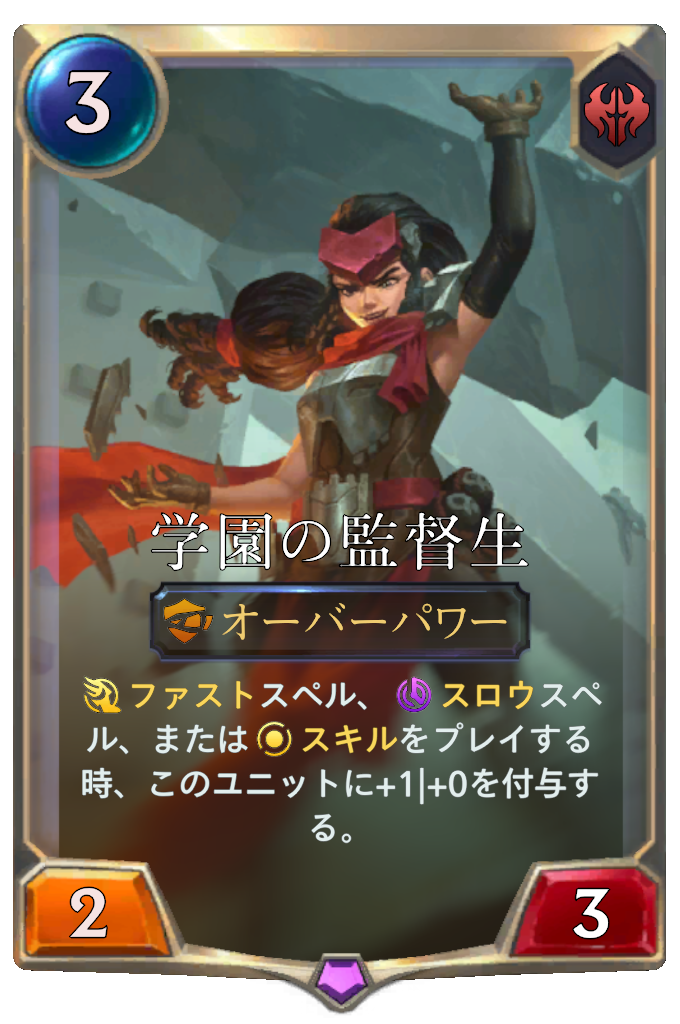 3
学園の監督生
オーバーパワー
ファストスペル、スロウスペ
ル、またはスキルをプレイする
時、このユニットに+1|+0を付与す
る。
2
3